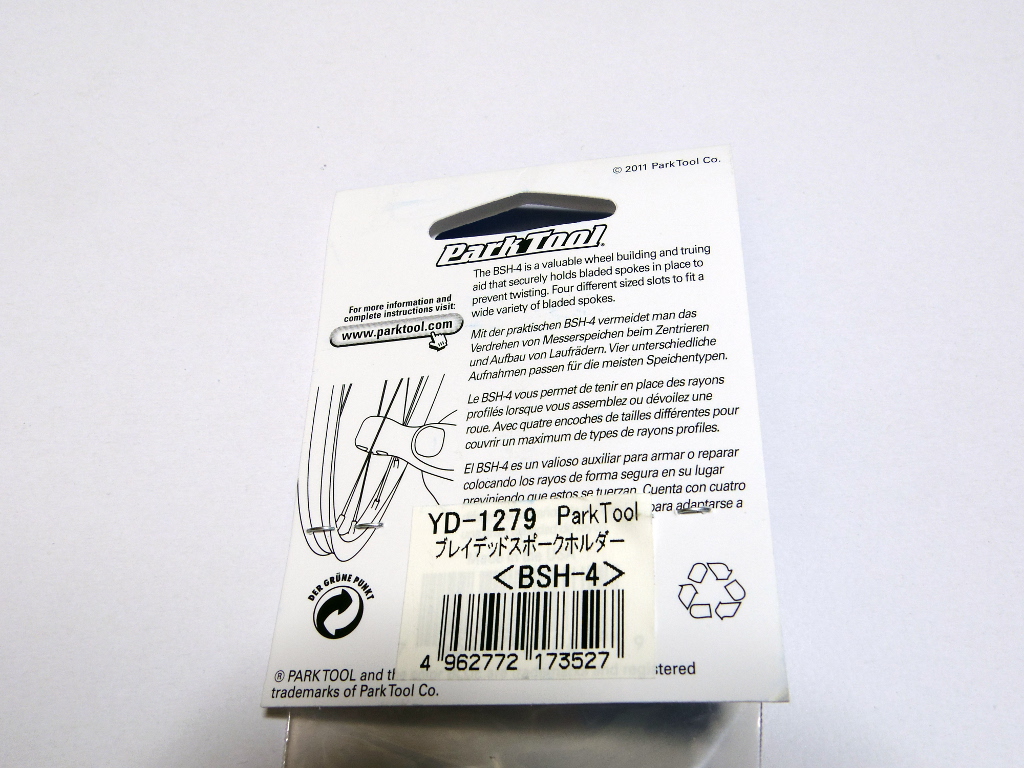 © 2011 Park Tool Co.
ParkTool®
The BSH-4 is a valuable wheel building and truing
aid that securely holds bladed spokes in place to
prevent twisting. Four different sized slots to fit a
wide variety of bladed spokes.
For more information and
complete instructions visit:
www.parktool.com
Mit der praktischen BSH-4 vermeidet man das
Verdrehen von Messerspeichen beim Zentrieren
und Aufbau von Laufrädern. Vier unterschiedliche
Aufnahmen passen für die meisten Speichentypen.
Le BSH-4 vous permet de tenir en place des rayons
profilés lorsque vous assemblez ou dévoilez une
roue. Avec quatre encoches de tailles différentes pour
couvrir un maximum de types de rayons profiles.
El BSH-4 es un valioso auxiliar para armar o reparar
colocando los rayos de forma segura en su lugar
previniendo que estos se tuerzan. Cuenta con cuatro
para adaptarse a
YD-1279 ParkTool
ブレイデッドスポークホルダー
<BSH-4>
4 962772 173527
DER GRÜNE PUNKT
® PARK TOOL and
trademarks of Park Tool Co.